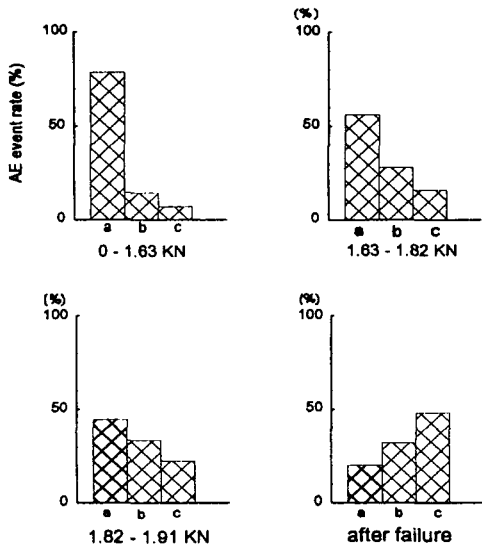 AE event rate (%)
100
50
0
a b c
0 - 1.63 KN
(%)
100
50
0
a b c
1.63 - 1.82 KN
(%)
100
50
0
a b c
1.82 - 1.91 KN
(%)
100
50
0
a b c
after failure